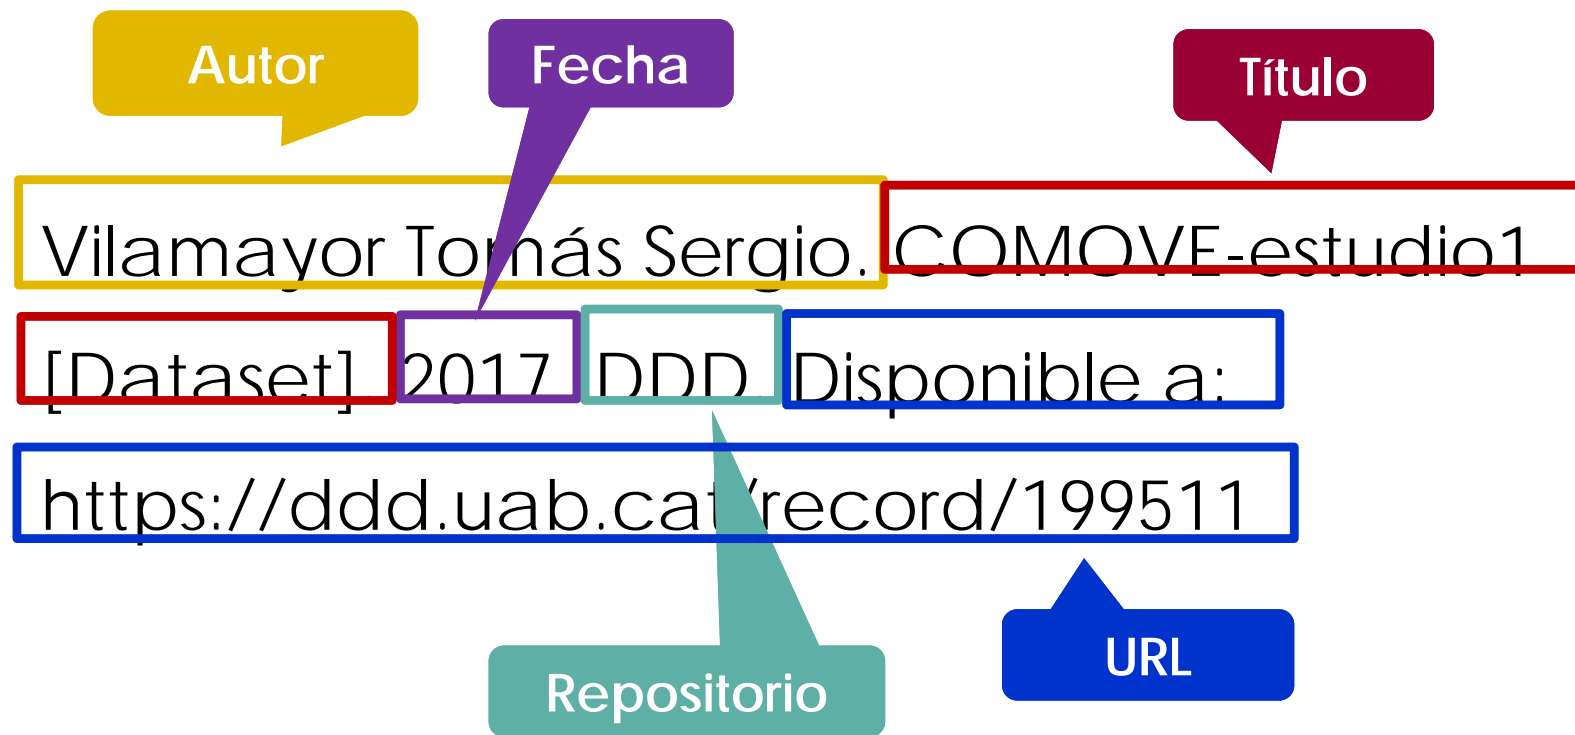 Autor
Fecha
Título
Vilamayor Tomás Sergio. COMOVE-estudio1
[Dataset]. 2017. DDD. Disponible a:
https://ddd.uab.cat/record/199511
URL
Repositorio